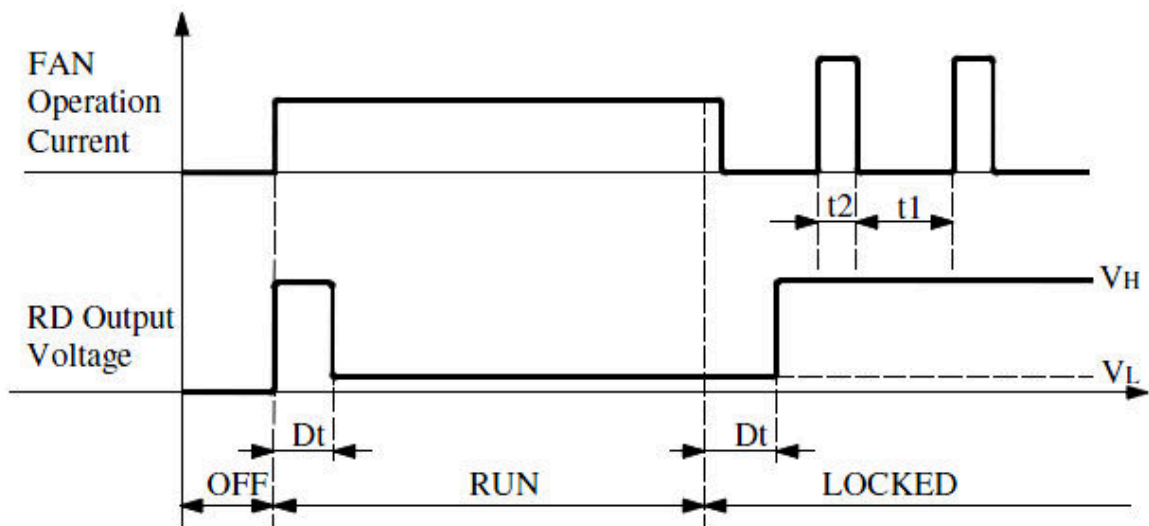 FAN
Operation
Current
t2 t1
RD Output
Voltage
VH
VL
Dt Dt
OFF RUN LOCKED